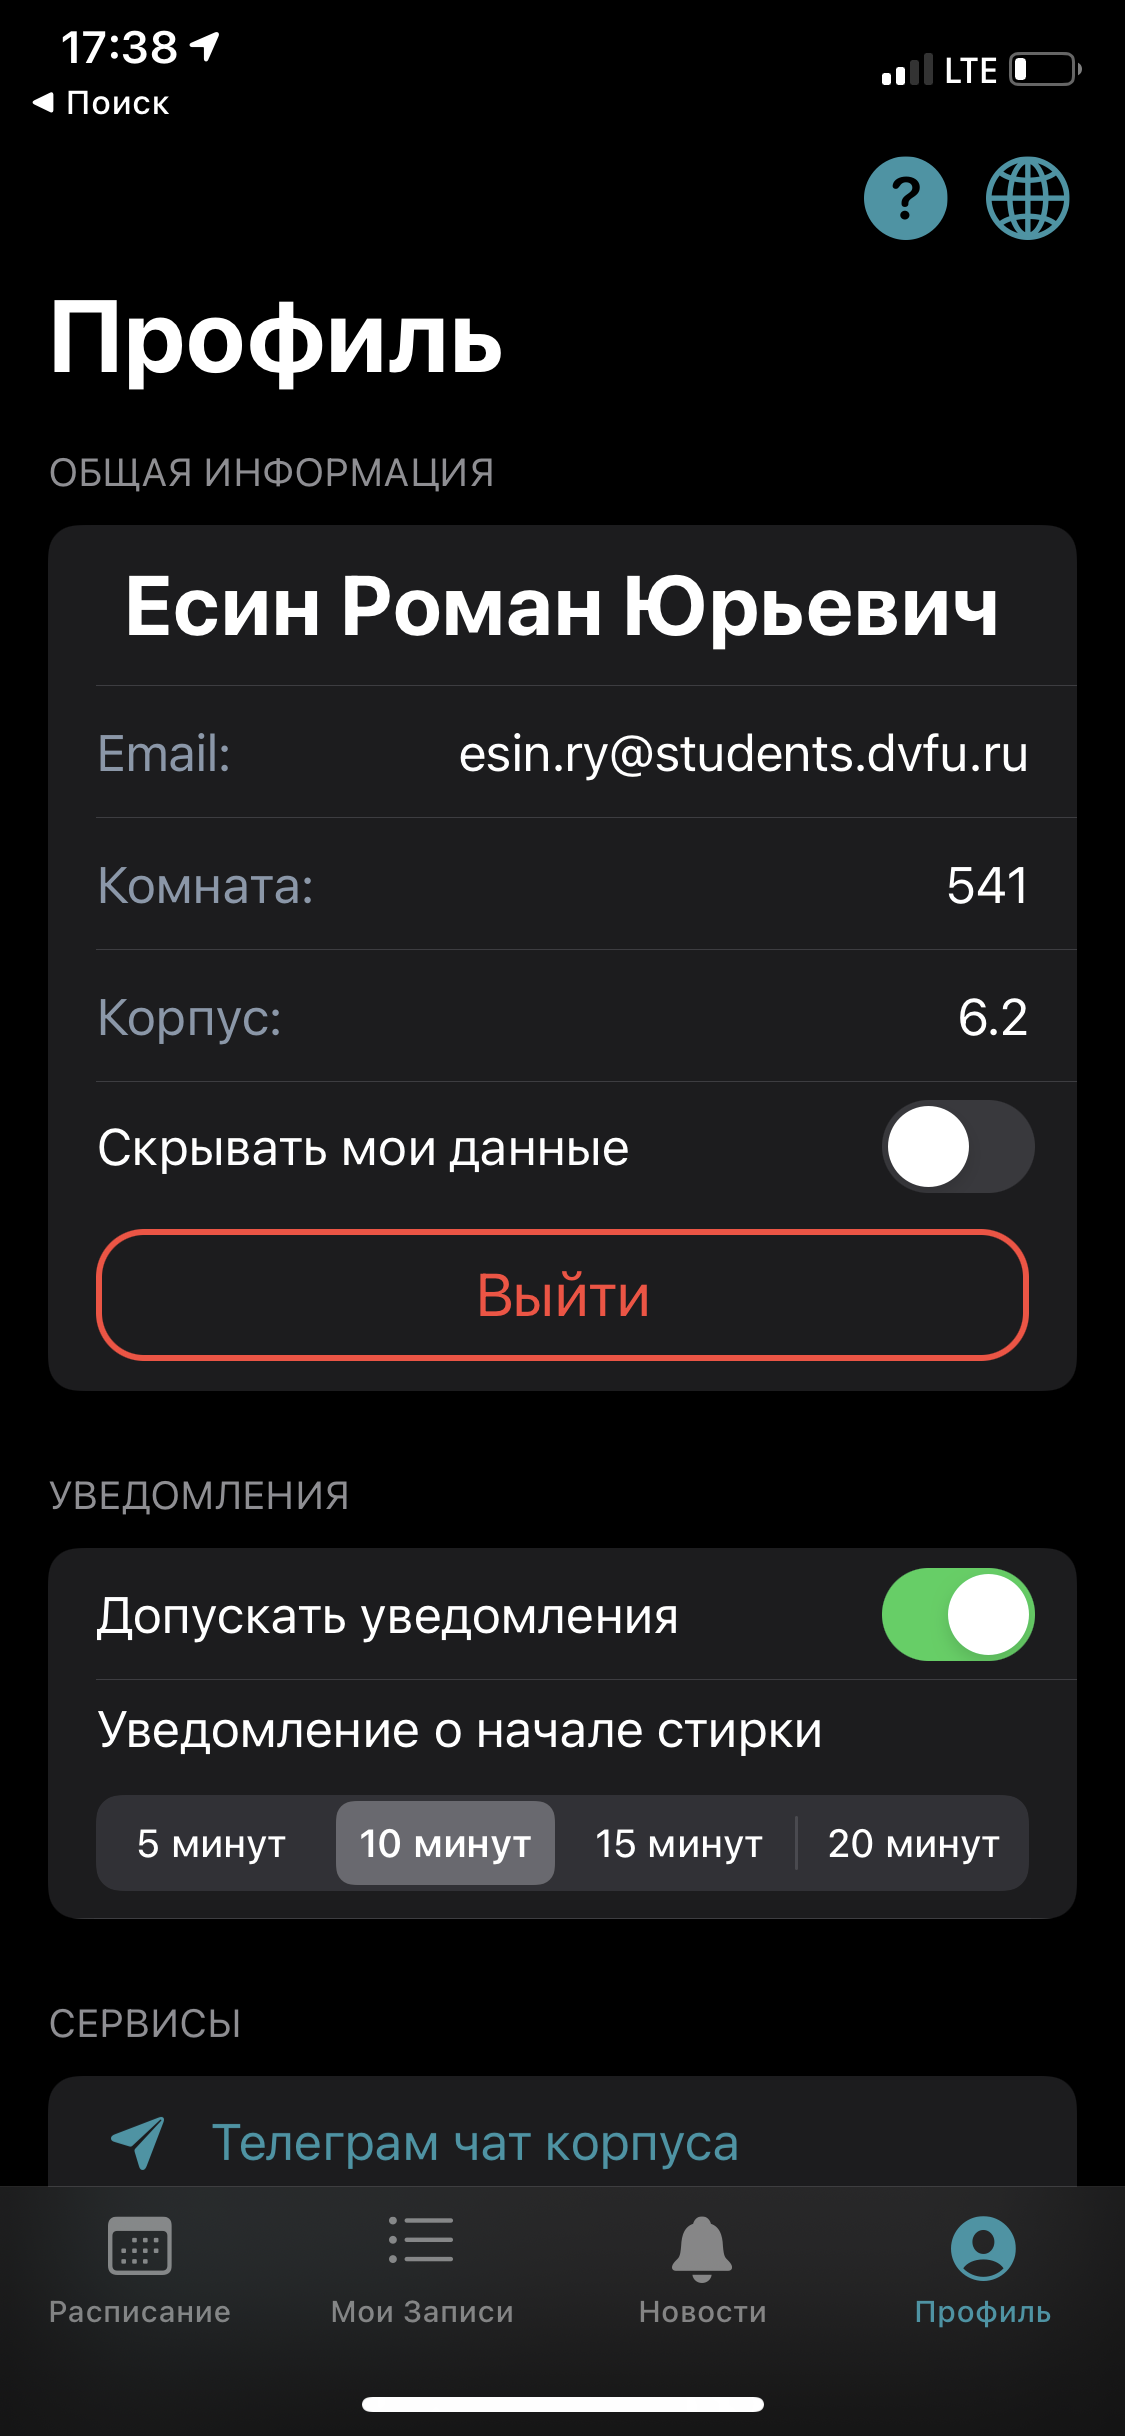 17:38
LTE
Поиск
?
Профиль
ОБЩАЯ ИНФОРМАЦИЯ
Есин Роман Юрьевич
Email: esin.ry@students.dvfu.ru
Комната: 541
Корпус: 6.2
Скрывать мои данные
Выйти
УВЕДОМЛЕНИЯ
Допускать уведомления
Уведомление о начале стирки
5 минут 10 минут 15 минут 20 минут
СЕРВИСЫ
Телеграм чат корпуса
Расписание Мои Записи Новости Профиль